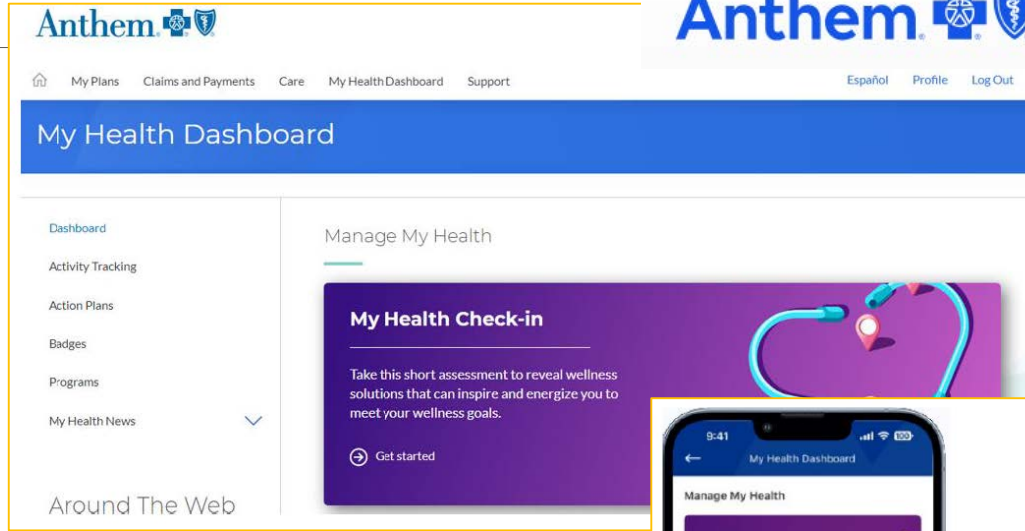 Anthem.
Anthem.
My Plans Claims and Payments Care My Health Dashboard Support Español Profile Log Out
My Health Dashboard
Dashboard
Activity Tracking
Action Plans
Badges
Programs
My Health News
Around The Web
Manage My Health
My Health Check-in
Take this short assessment to reveal wellness
solutions that can inspire and energize you to
meet your wellness goals.
Get started
9:41 100
My Health Dashboard
Manage My Health